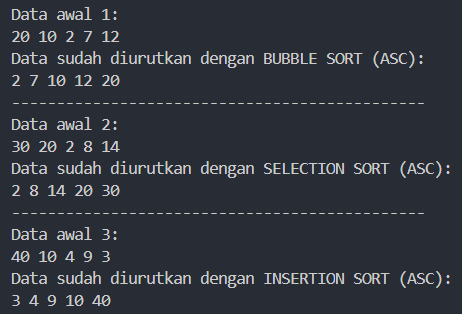 Data awal 1:
20 10 2 7 12
Data sudah diurutkan dengan BUBBLE SORT (ASC):
2 7 10 12 20
----------------------------------------------
Data awal 2:
30 20 2 8 14
Data sudah diurutkan dengan SELECTION SORT (ASC):
2 8 14 20 30
----------------------------------------------
Data awal 3:
40 10 4 9 3
Data sudah diurutkan dengan INSERTION SORT (ASC):
3 4 9 10 40